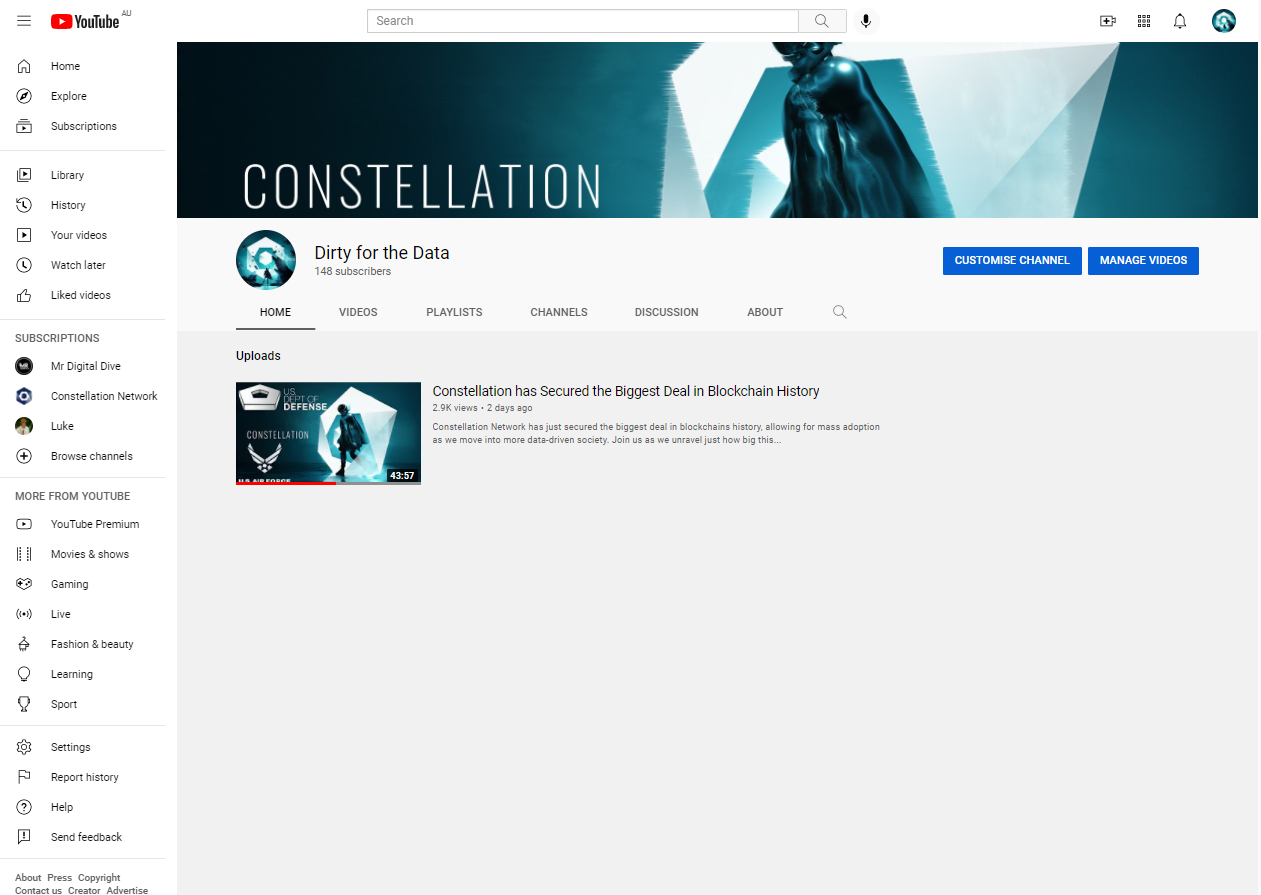 YouTube AU
Search
Home
Explore
Subscriptions
Library
History
Your videos
Watch later
Liked videos
SUBSCRIPTIONS
Mr Digital Dive
Constellation Network
Luke
Browse channels
MORE FROM YOUTUBE
YouTube Premium
Movies & shows
Gaming
Live
Fashion & beauty
Learning
Sport
Settings
Report history
Help
Send feedback
About Press Copyright
Contact us Creator Advertise
CONSTELLATION
Dirty for the Data
148 subscribers
CUSTOMISE CHANNEL
MANAGE VIDEOS
HOME VIDEOS PLAYLISTS CHANNELS DISCUSSION ABOUT
Uploads
U.S.
DEPT OF
DEFENSE
CONSTELLATION
U.S. AIR FORCE
43:57
Constellation has Secured the Biggest Deal in Blockchain History
2.9K views • 2 days ago
Constellation Network has just secured the biggest deal in blockchains history, allowing for mass adoption
as we move into more data-driven society. Join us as we unravel just how big this...